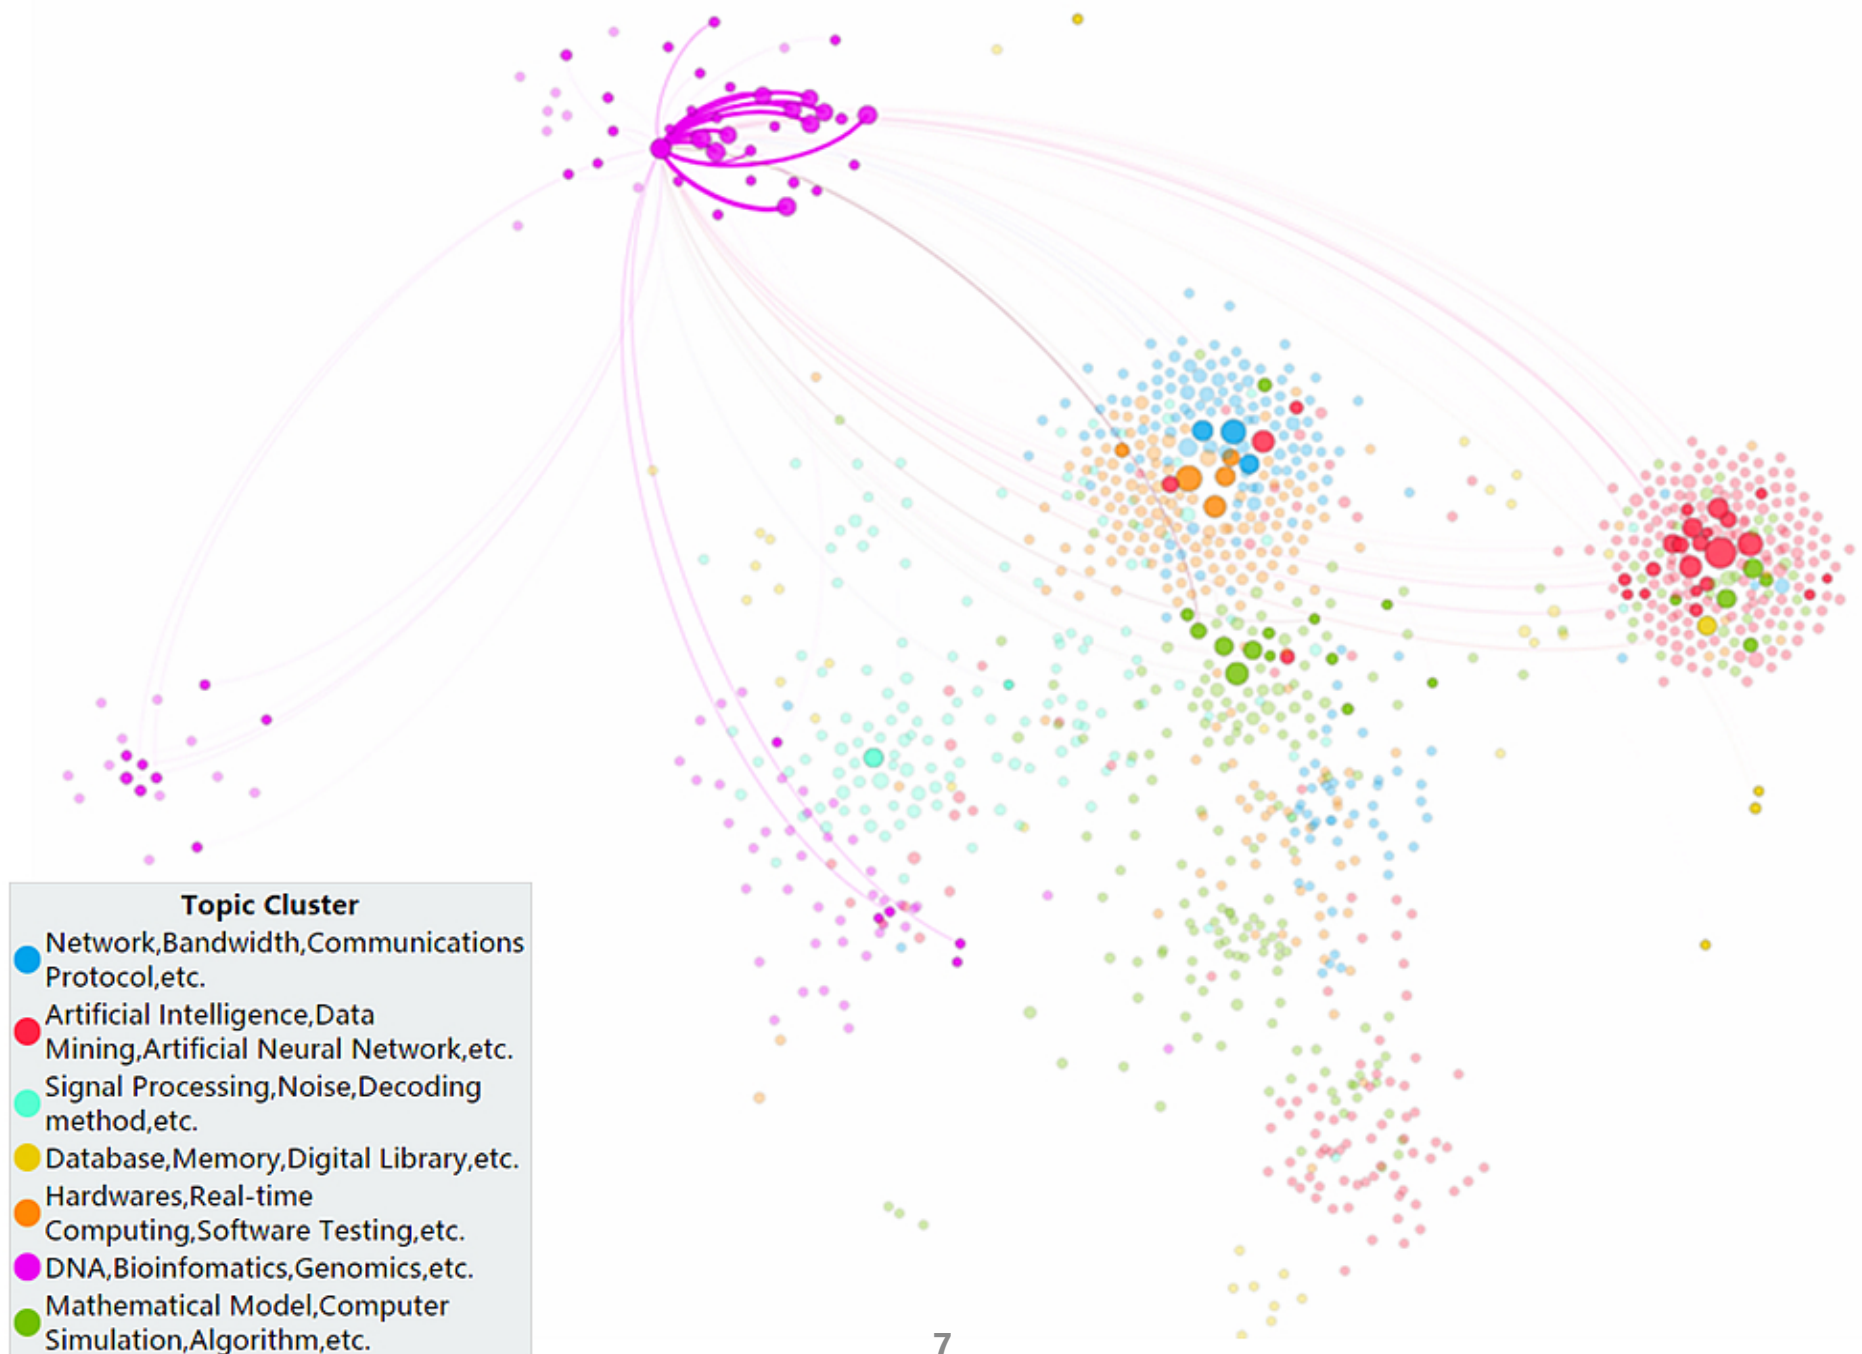 Topic Cluster
Network,Bandwidth,Communications
Protocol,etc.
Artificial Intelligence,Data
Mining,Artificial Neural Network,etc.
Signal Processing,Noise,Decoding
method,etc.
Database,Memory,Digital Library,etc.
Hardwares,Real-time
Computing,Software Testing,etc.
DNA,Bioinfomatics,Genomics,etc.
Mathematical Model,Computer
Simulation,Algorithm,etc.
7